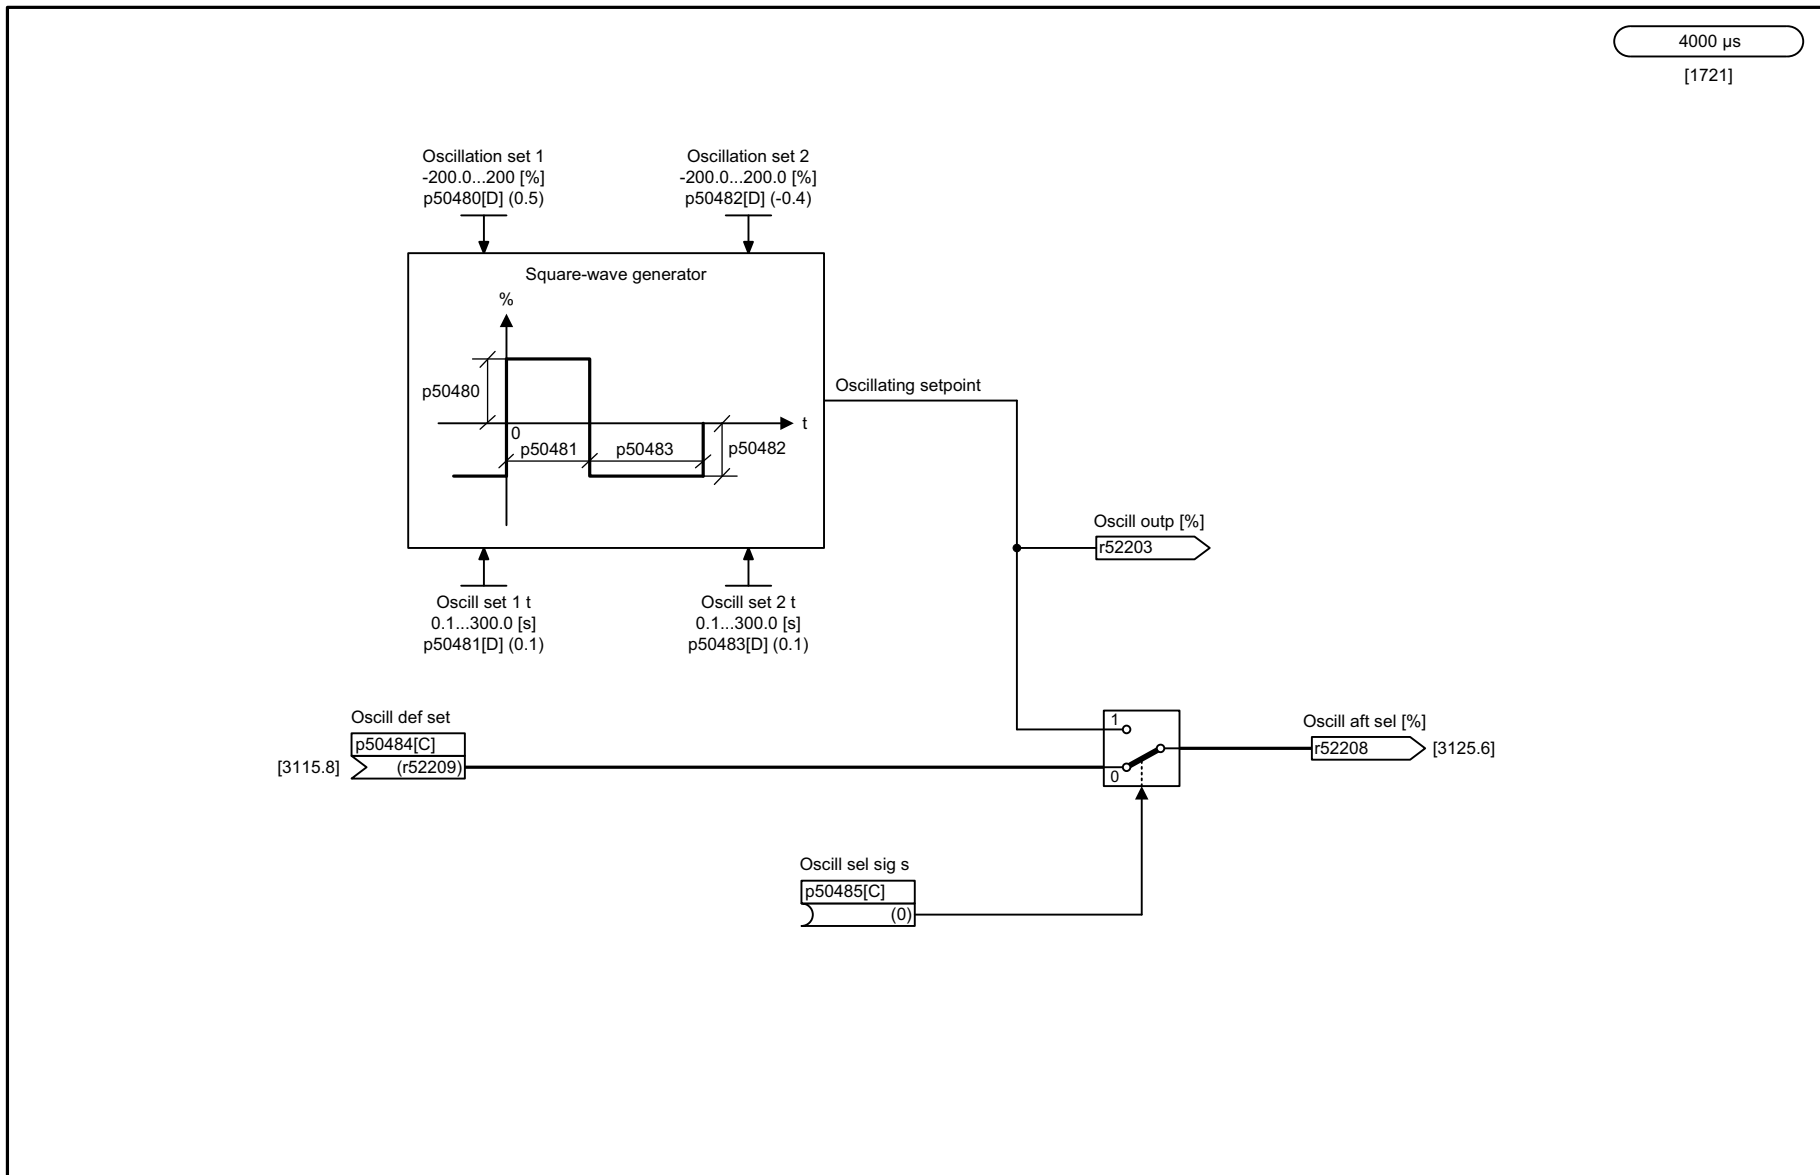 4000 µs
[1721]
Oscillation set 1
-200.0...200 [%]
p50480[D] (0.5)
Oscillation set 2
-200.0...200.0 [%]
p50482[D] (-0.4)
Square-wave generator
%
p50480
0
t
p50481
p50483
p50482
Oscillating setpoint
Oscill outp [%]
r52203
Oscill set 1 t
0.1...300.0 [s]
p50481[D] (0.1)
Oscill set 2 t
0.1...300.0 [s]
p50483[D] (0.1)
Oscill def set
p50484[C]
[3115.8]
(r52209)
1
0
Oscill aft sel [%]
r52208
[3125.6]
Oscill sel sig s
p50485[C]
(0)